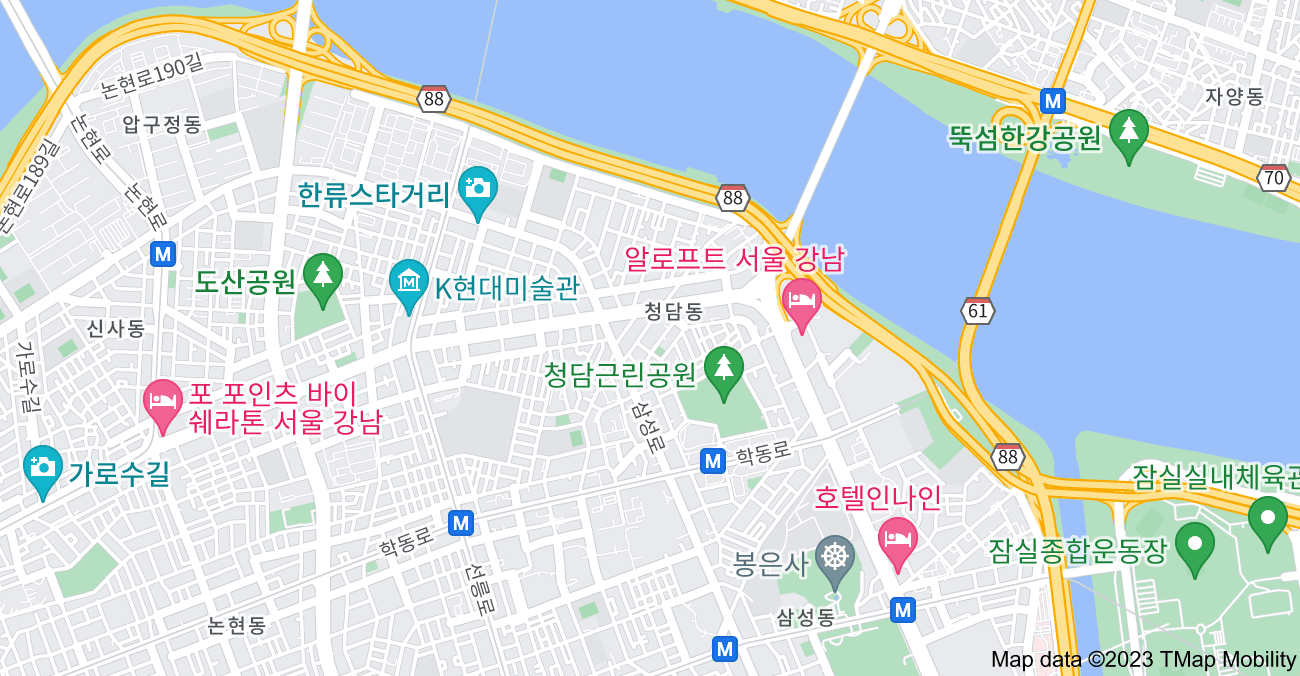 논현로190길
88
압구정동
논현로
M
자양동
뚝섬한강공원
70
논현로189길
논현로
한류스타거리
88
M
알로프트 서울 강남
도산공원
K현대미술관
청담동
61
신사동
가로수길
청담근린공원
포 포인츠 바이
쉐라톤 서울 강남
삼성로
학동로
M
88
가로수길
잠실실내체육관
호텔인나인
M
학동로
봉은사
잠실종합운동장
선릉로
논현동
삼성동
M
M
Map data ©2023 TMap Mobility